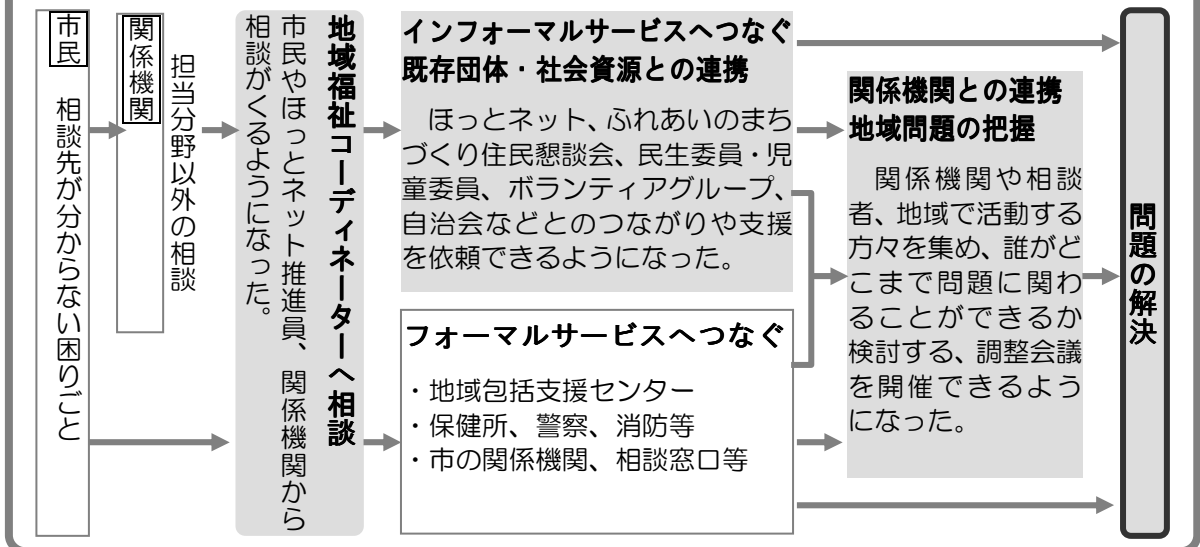 市民
相談先が分からない困りごと
関係機関
担当分野以外の相談
地域福祉コーディネーターへ相談
市民やほっとネット推進員、関係機関から
相談がくるようになった。
インフォーマルサービスへつなぐ
既存団体・社会資源との連携
ほっとネット、ふれあいのまち
づくり住民懇談会、民生委員・児
童委員、ボランティアグループ、
自治会などとのつながりや支援
を依頼できるようになった。
フォーマルサービスへつなぐ
・地域包括支援センター
・保健所、警察、消防等
・市の関係機関、相談窓口等
関係機関との連携
地域問題の把握
関係機関や相談
者、地域で活動する
方々を集め、誰がど
こまで問題に関わ
ることができるか
検討する、調整会議
を開催できるよう
になった。
問題の解決